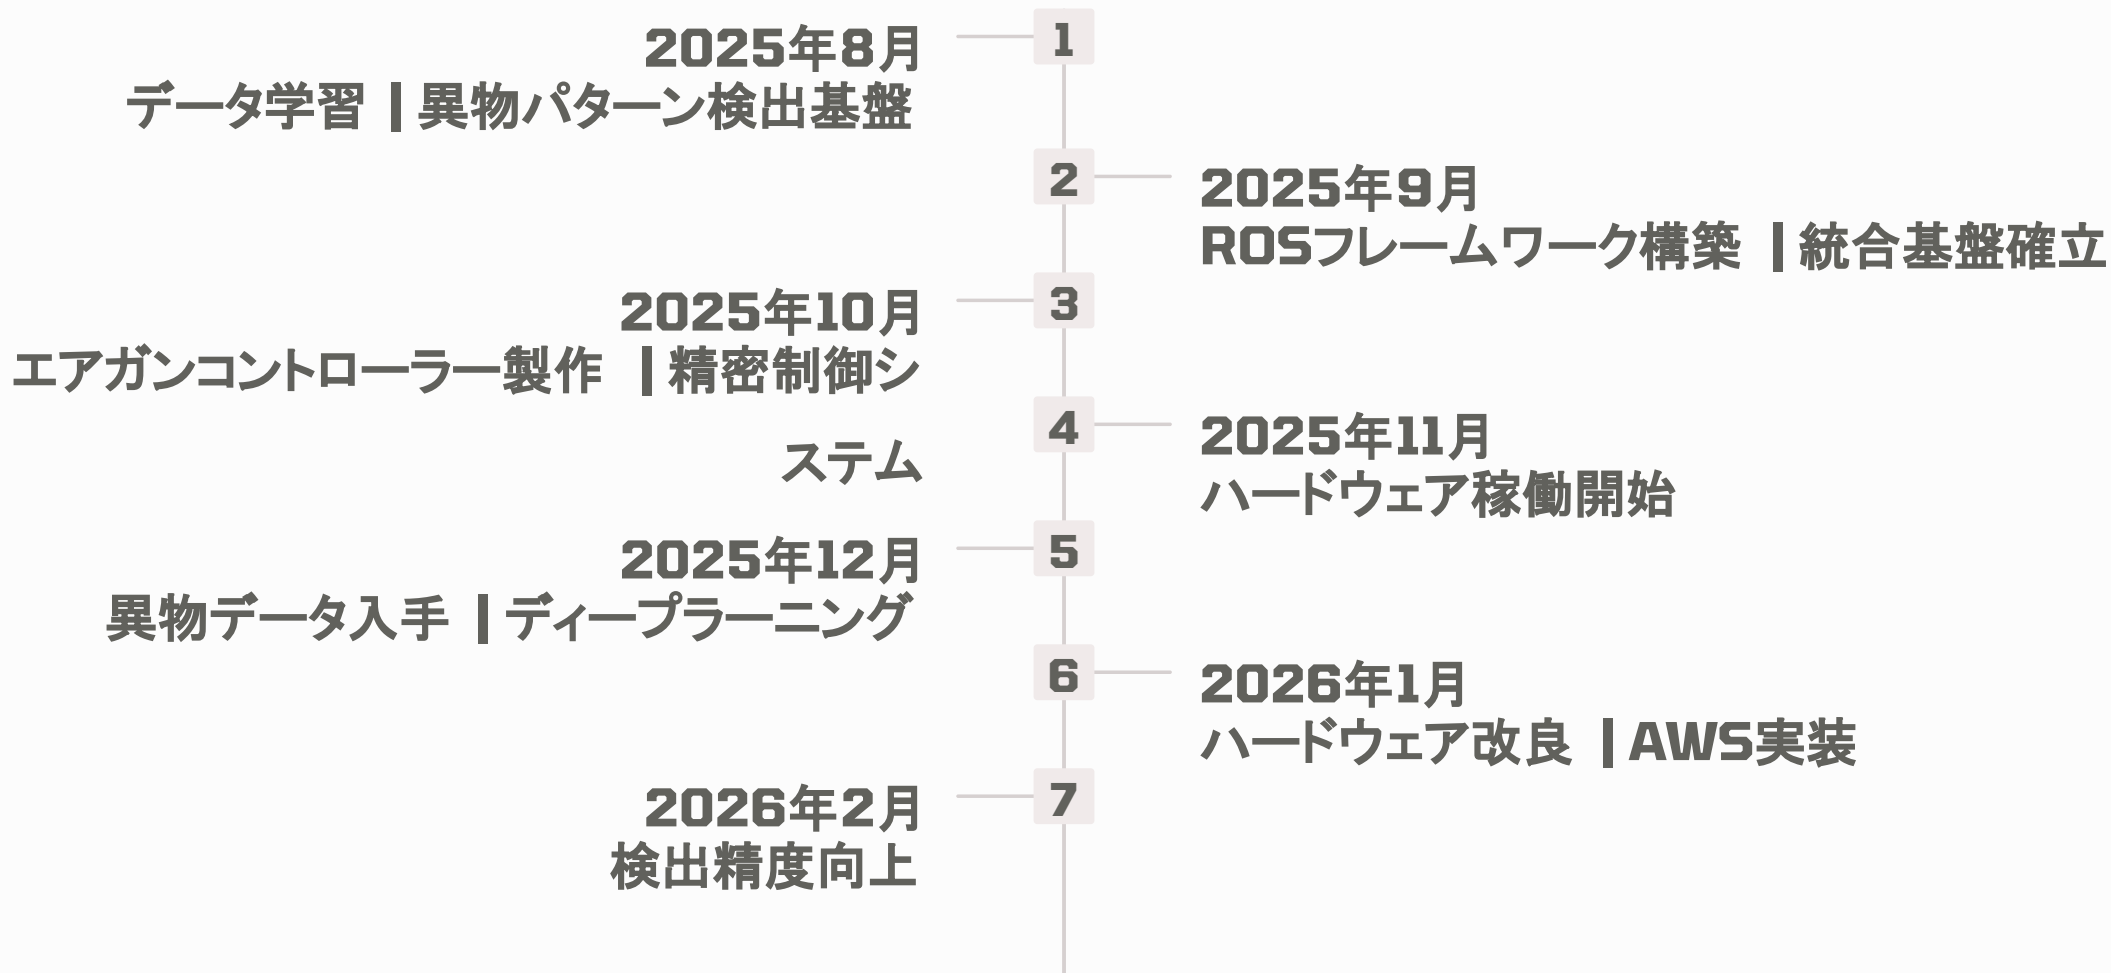 1
2025年8月
データ学習 | 異物パターン検出基盤
2
2025年9月
ROSフレームワーク構築 | 統合基盤確立
3
2025年10月
エアガンコントローラー製作 | 精密制御シ
ステム
4
2025年11月
ハードウェア稼働開始
5
2025年12月
異物データ入手 | ディープラーニング
6
2026年1月
ハードウェア改良 | AWS実装
7
2026年2月
検出精度向上